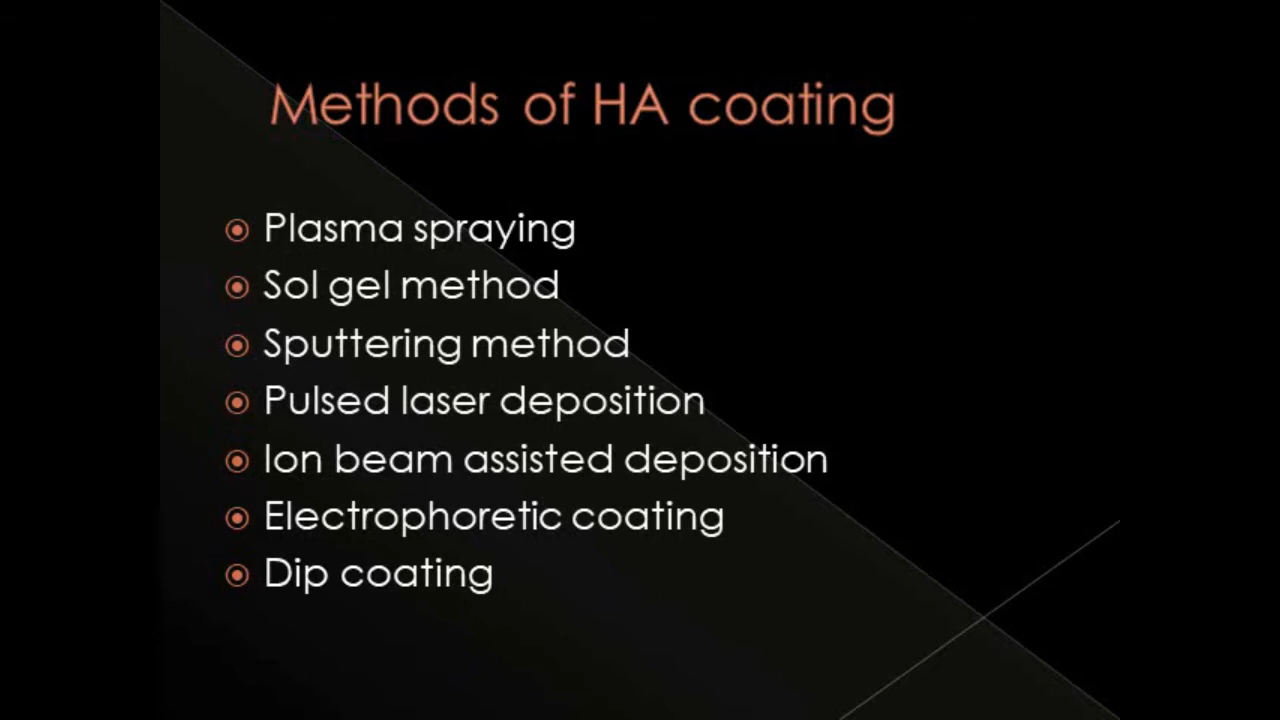 Methods of HA coating
Plasma spraying
Sol gel method
Sputtering method
Pulsed laser deposition
Ion beam assisted deposition
Electrophoretic coating
Dip coating